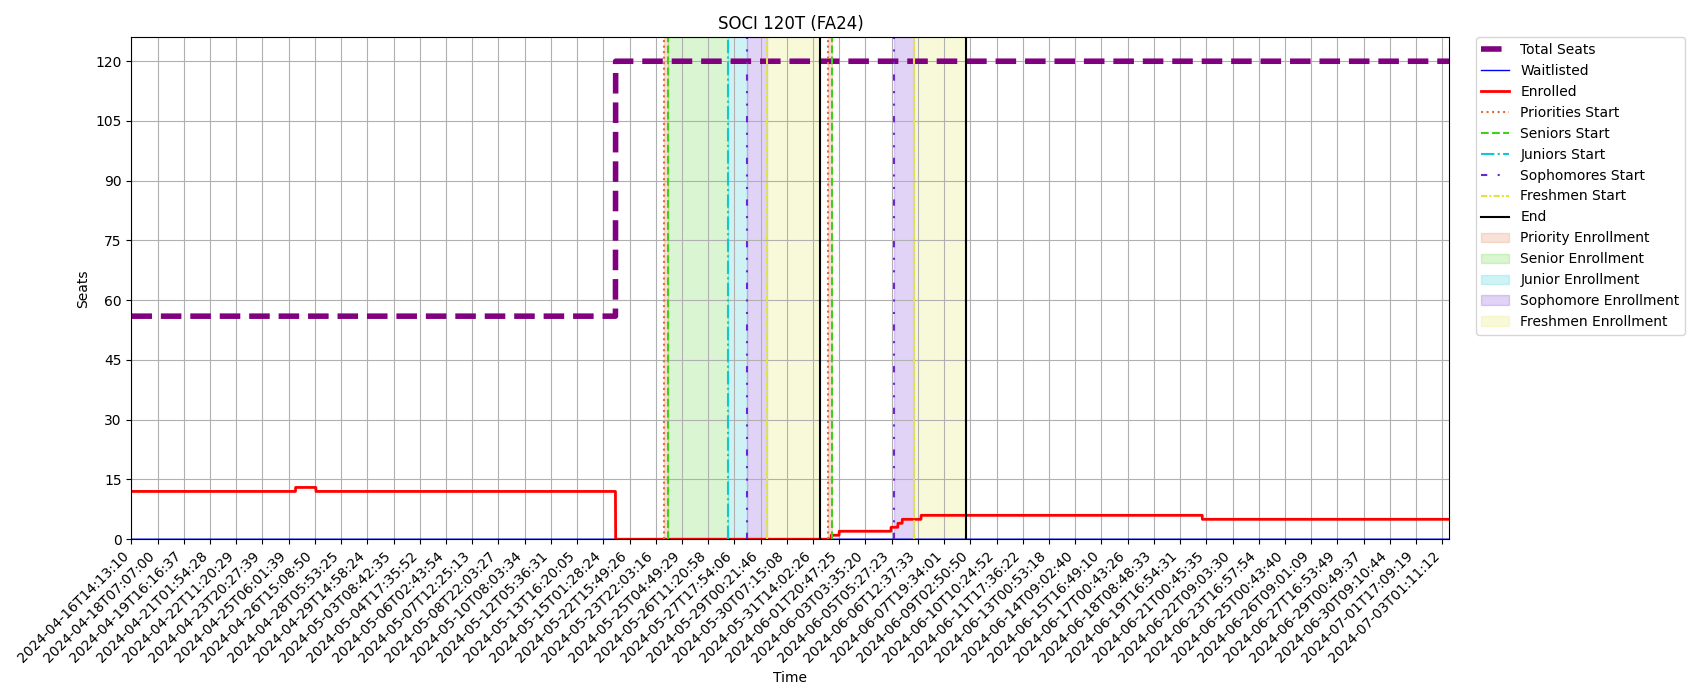 SOCI 120T (FA24)
Seats
120
105
90
75
60
45
30
15
0
2024-04-16T14:13:10
2024-04-18T07:07:00
2024-04-19T16:16:37
2024-04-21T01:54:28
2024-04-22T11:20:29
2024-04-23T20:27:39
2024-04-25T06:01:39
2024-04-26T15:08:50
2024-04-28T05:53:25
2024-04-29T14:58:24
2024-05-03T08:42:35
2024-05-04T17:35:52
2024-05-06T02:43:54
2024-05-07T12:25:13
2024-05-08T22:03:27
2024-05-10T08:03:34
2024-05-12T05:36:31
2024-05-13T16:20:05
2024-05-15T01:28:24
2024-05-22T15:49:26
2024-05-23T22:03:16
2024-05-25T04:49:29
2024-05-26T11:20:58
2024-05-27T17:54:06
2024-05-29T00:21:46
2024-05-30T07:15:08
2024-05-31T14:02:26
2024-06-01T20:47:25
2024-06-03T03:35:20
2024-06-05T05:27:23
2024-06-06T12:37:33
2024-06-07T19:34:01
2024-06-09T02:50:50
2024-06-10T10:24:52
2024-06-11T17:36:22
2024-06-13T00:53:18
2024-06-14T09:02:40
2024-06-15T16:49:10
2024-06-17T00:43:26
2024-06-18T08:48:33
2024-06-19T16:54:31
2024-06-21T00:45:35
2024-06-22T09:03:30
2024-06-23T16:57:54
2024-06-25T00:43:40
2024-06-26T09:01:09
2024-06-27T16:53:49
2024-06-29T00:49:37
2024-06-30T09:10:44
2024-07-01T17:09:19
2024-07-03T01:11:12
Time
Total Seats
Waitlisted
Enrolled
Priorities Start
Seniors Start
Juniors Start
Sophomores Start
Freshmen Start
End
Priority Enrollment
Senior Enrollment
Junior Enrollment
Sophomore Enrollment
Freshmen Enrollment